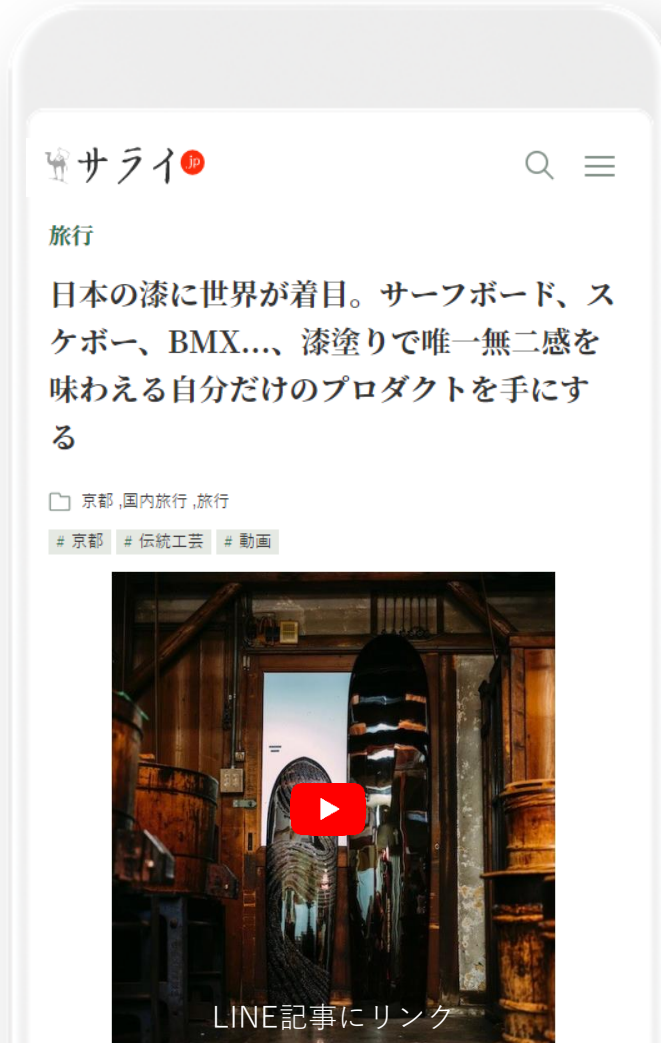 サライ.jp
旅行
日本の漆に世界が着目。サーフボード、ス
ケボー、BMX…、漆塗りで唯一無二感を
味わえる自分だけのプロダクトを手にす
る
京都 ,国内旅行 ,旅行
# 京都 # 伝統工芸 # 動画
LINE記事にリンク